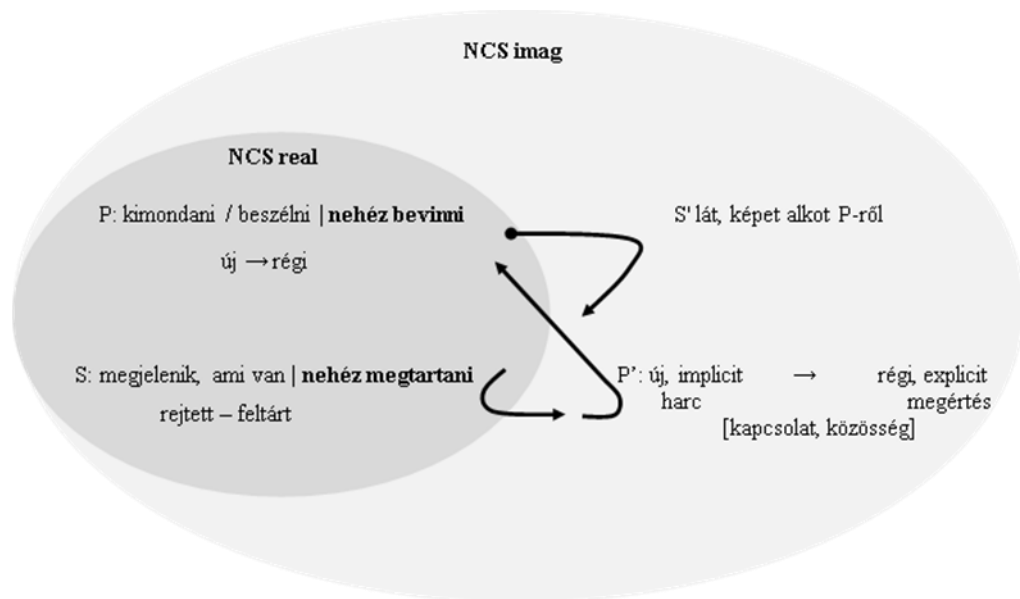 NCS imag
NCS real
P: kimondani / beszélni | nehéz bevinni
új → régi
S' lát, képet alkot P-ről
S: megjelenik, ami van | nehéz megtartani
rejtett – feltárt
P’: új, implicit → régi, explicit
harc megértés
[kapcsolat, közösség]